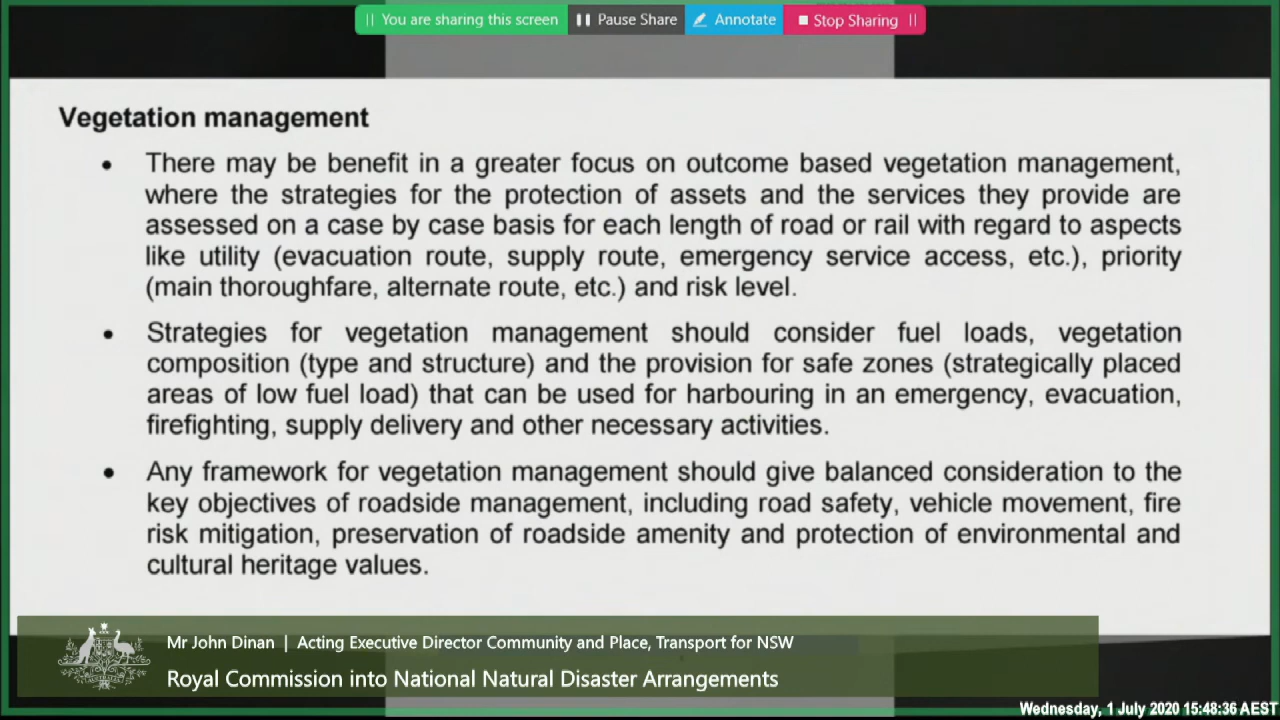 You are sharing this screen
Pause Share
Annotate
Stop Sharing
Vegetation management
• There may be benefit in a greater focus on outcome based vegetation management,
where the strategies for the protection of assets and the services they provide are
assessed on a case by case basis for each length of road or rail with regard to aspects
like utility (evacuation route, supply route, emergency service access, etc.), priority
(main thoroughfare, alternate route, etc.) and risk level.
• Strategies for vegetation management should consider fuel loads, vegetation
composition (type and structure) and the provision for safe zones (strategically placed
areas of low fuel load) that can be used for harbouring in an emergency, evacuation,
firefighting, supply delivery and other necessary activities.
• Any framework for vegetation management should give balanced consideration to the
key objectives of roadside management, including road safety, vehicle movement, fire
risk mitigation, preservation of roadside amenity and protection of environmental and
cultural heritage values.
Mr John Dinan | Acting Executive Director Community and Place, Transport for NSW
Royal Commission into National Natural Disaster Arrangements
Wednesday, 1 July 2020 15:48:36 AEST